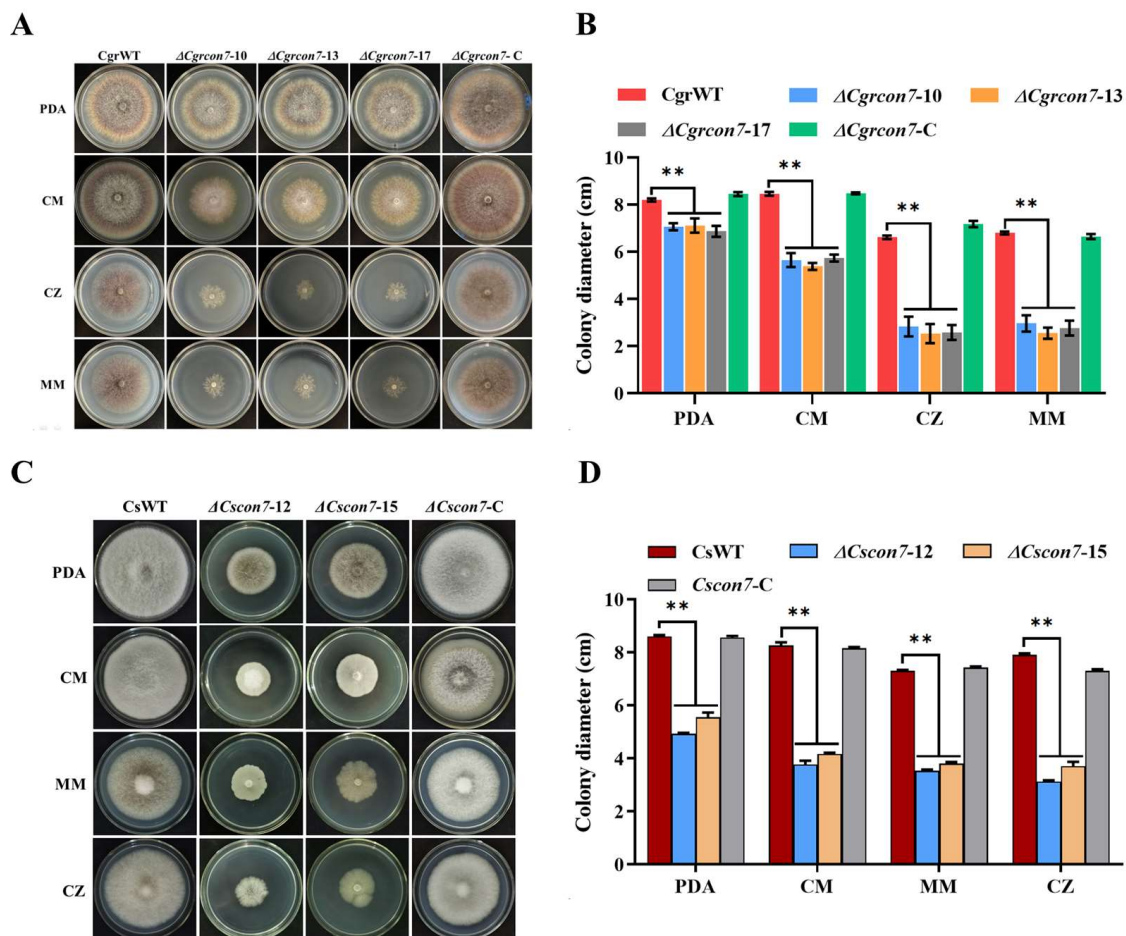 A
CgrWT ΔCgrcon7-10 ΔCgrcon7-13 ΔCgrcon7-17 ΔCgrcon7- C
PDA
CM
CZ
MM
B
CgrWT ΔCgrcon7-10 ΔCgrcon7-13
ΔCgrcon7-17 ΔCgrcon7-C
Colony diameter (cm)
10
8
6
4
2
0
** ** ** **
PDA CM CZ MM
C
CsWT ΔCscon7-12 ΔCscon7-15 ΔCscon7-C
PDA
CM
MM
CZ
D
CsWT ΔCscon7-12 ΔCscon7-15
Cscon7-C
Colony diameter (cm)
10
8
6
4
2
0
** ** ** **
PDA CM MM CZ